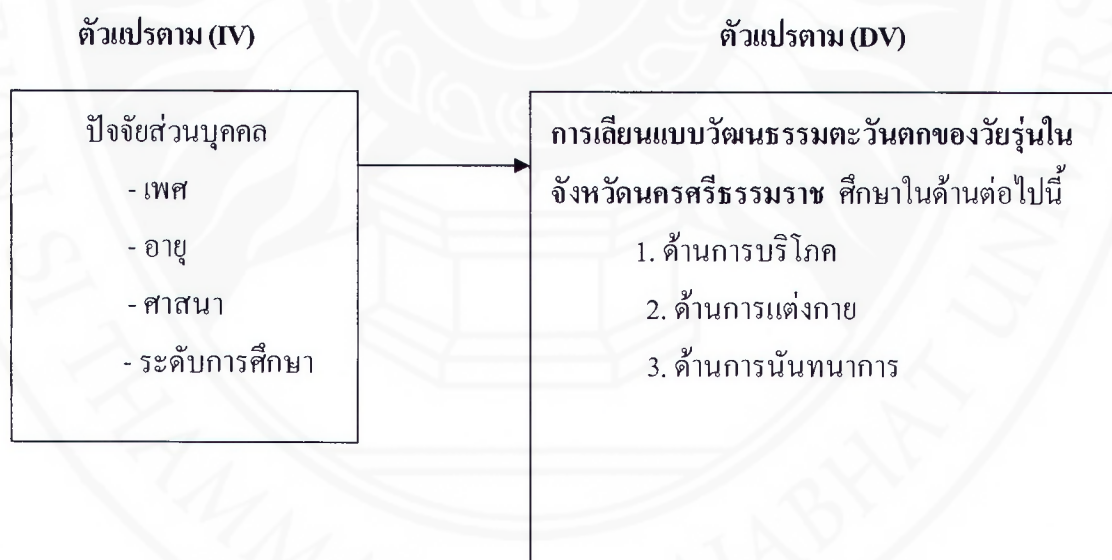 ตัวแปรตาม (IV)
ตัวแปรตาม (DV)
ปัจจัยส่วนบุคคล
- เพศ
- อายุ
- ศาสนา
- ระดับการศึกษา
การเลียนแบบวัฒนธรรมตะวันตกของวัยรุ่นใน
จังหวัดนครศรีธรรมราช ศึกษาในด้านต่อไปนี้
1. ด้านการบริโภค
2. ด้านการแต่งกาย
3. ด้านการนันทนาการ